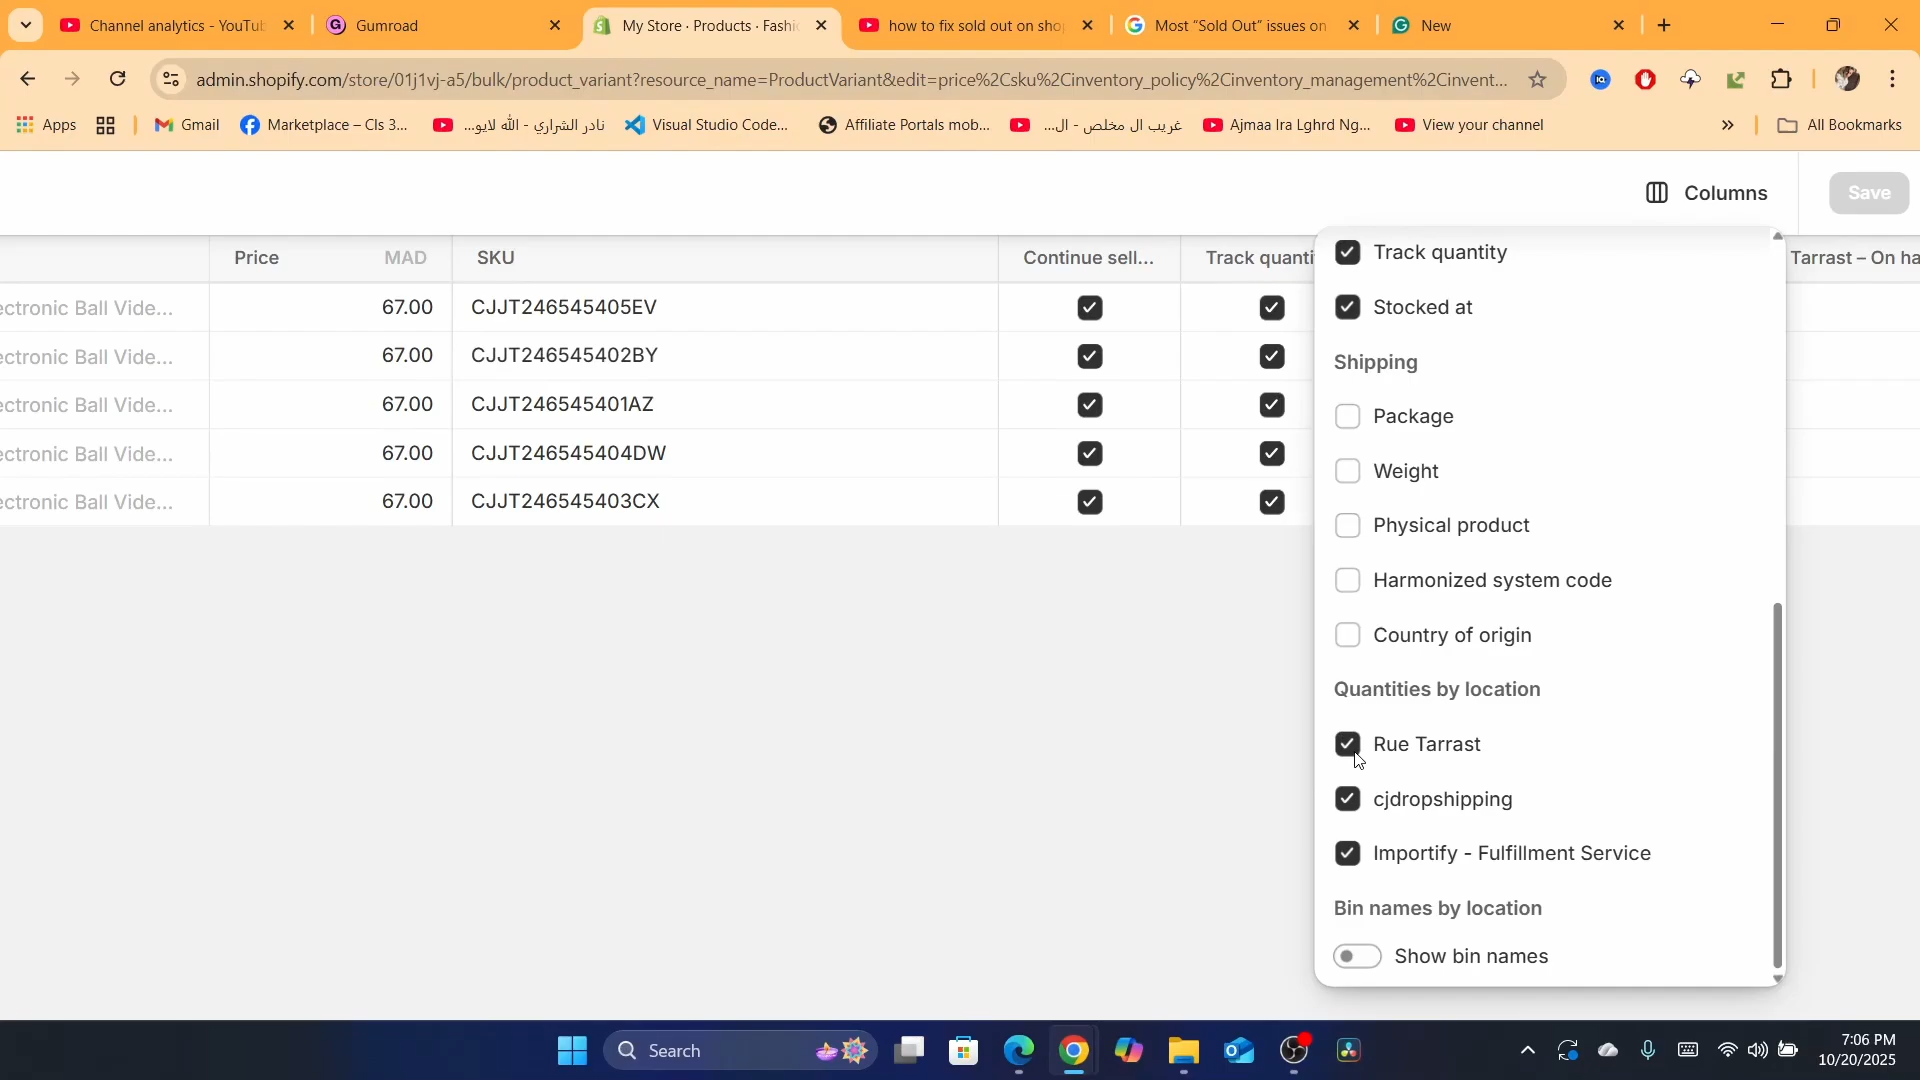 Channel analytics - YouTub
Gumroad
My Store · Products · Fashio
how to fix sold out on shop
Most “Sold Out” issues on
New
admin.shopify.com/store/01j1vj-a5/bulk/product_variant?resource_name=ProductVariant&edit=price%2Csku%2Cinventory_policy%2Cinventory_management%2Cinvent...
Apps
Gmail
Marketplace – Cls 3...
نادر الشراري - الله لايو...
Visual Studio Code...
Affiliate Portals mob...
غريب ال مخلص - ال...
Ajmaa Ira Lghrd Ng...
View your channel
All Bookmarks
Columns
Save
Price MAD SKU Continue sell... Track quanti Tarrast – On ha
ectronic Ball Vide... 67.00 CJJT246545405EV
ectronic Ball Vide... 67.00 CJJT246545402BY
ectronic Ball Vide... 67.00 CJJT246545401AZ
ectronic Ball Vide... 67.00 CJJT246545404DW
ectronic Ball Vide... 67.00 CJJT246545403CX
Track quantity
Stocked at
Shipping
Package
Weight
Physical product
Harmonized system code
Country of origin
Quantities by location
Rue Tarrast
cjdropshipping
Importify - Fulfillment Service
Bin names by location
Show bin names
Search
7:06 PM
10/20/2025